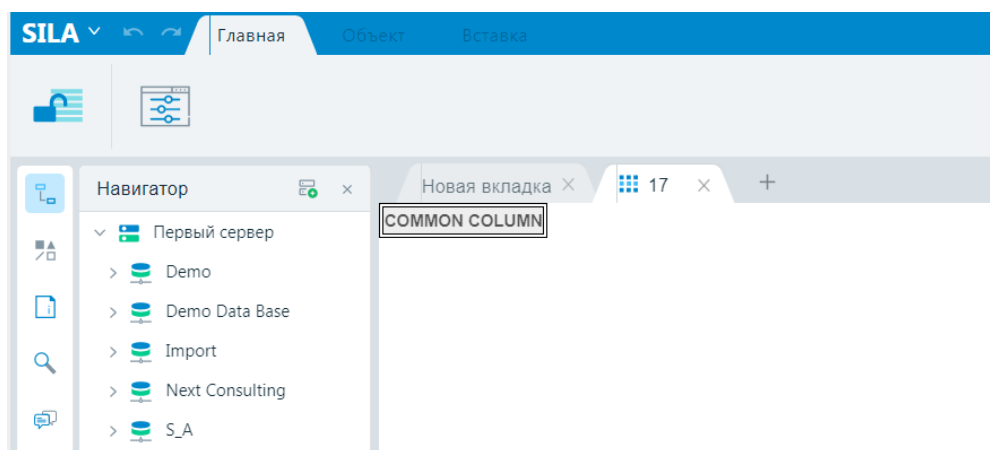 SILA Главная Объект Вставка
Навигатор
Новая вкладка
17
COMMON COLUMN
Первый сервер
Demo
Demo Data Base
Import
Next Consulting
S_A